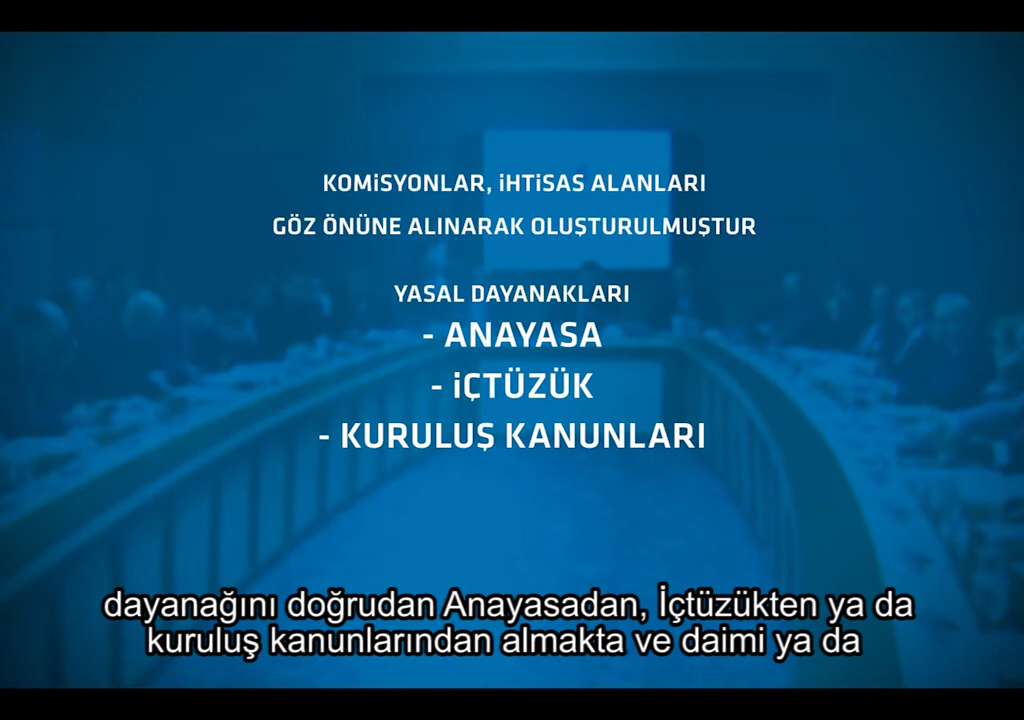 KOMİSYONLAR, İHTİSAS ALANLARI
GÖZ ÖNÜNE ALINARAK OLUŞTURULMUŞTUR
YASAL DAYANAKLARI
- ANAYASA
- İÇTÜZÜK
- KURULUŞ KANUNLARI
dayanağını doğrudan Anayasadan, İçtüzükten ya da
kuruluş kanunlarından almakta ve daimi ya da